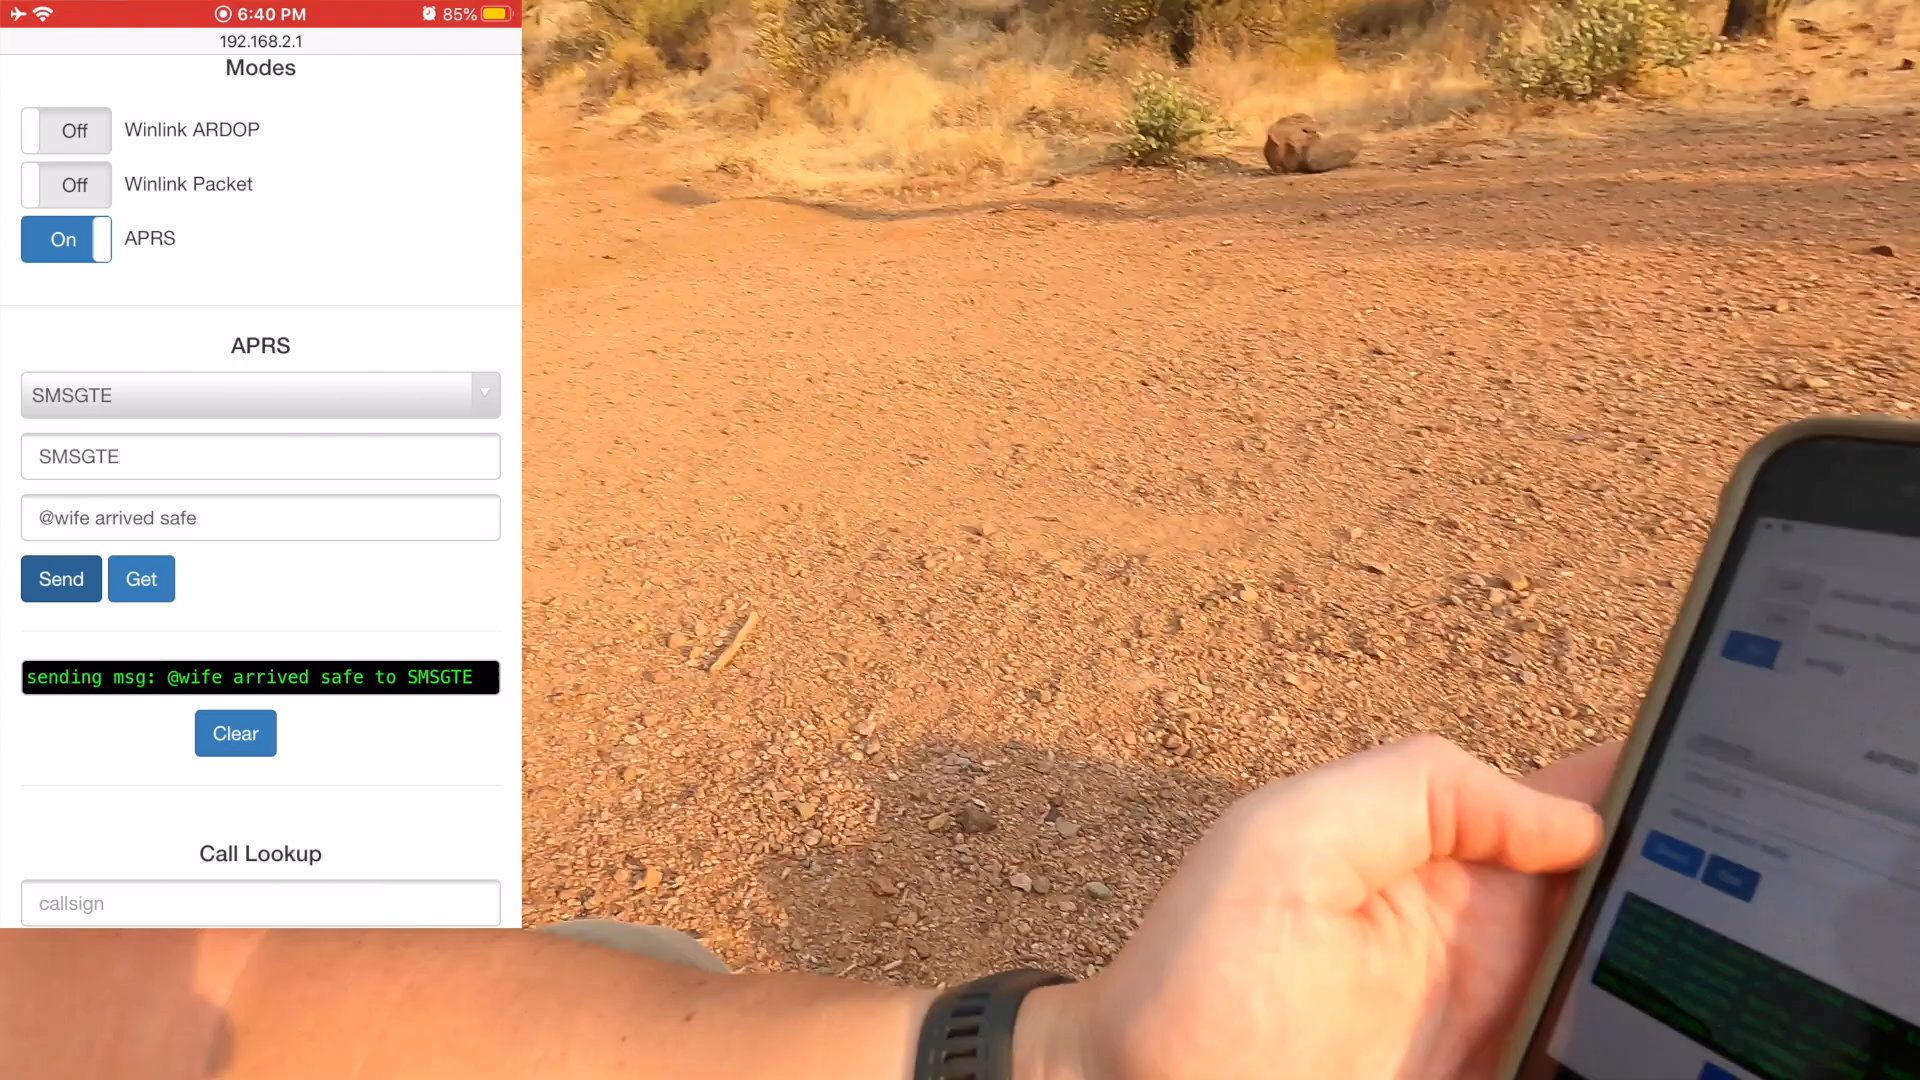 6:40 PM 85%
192.168.2.1
Modes
Off Winlink ARDOP
Off Winlink Packet
On APRS
APRS
SMSGTE
SMSGTE
@wife arrived safe
Send Get
sending msg: @wife arrived safe to SMSGTE
Clear
Call Lookup
callsign
APRS